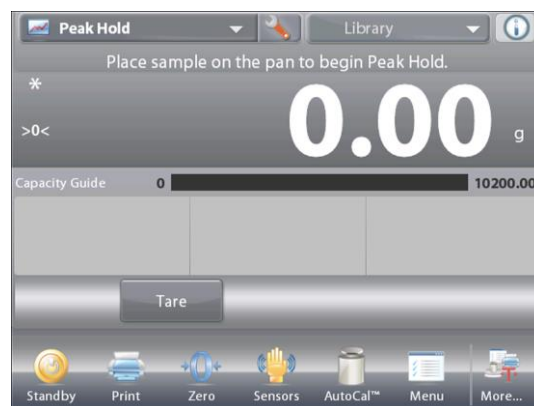 Peak Hold Library
Place sample on the pan to begin Peak Hold.
*
>0< 0.00 g
Capacity Guide 0 10200.00
Tare
Standby Print Zero Sensors AutoCal™ Menu More...